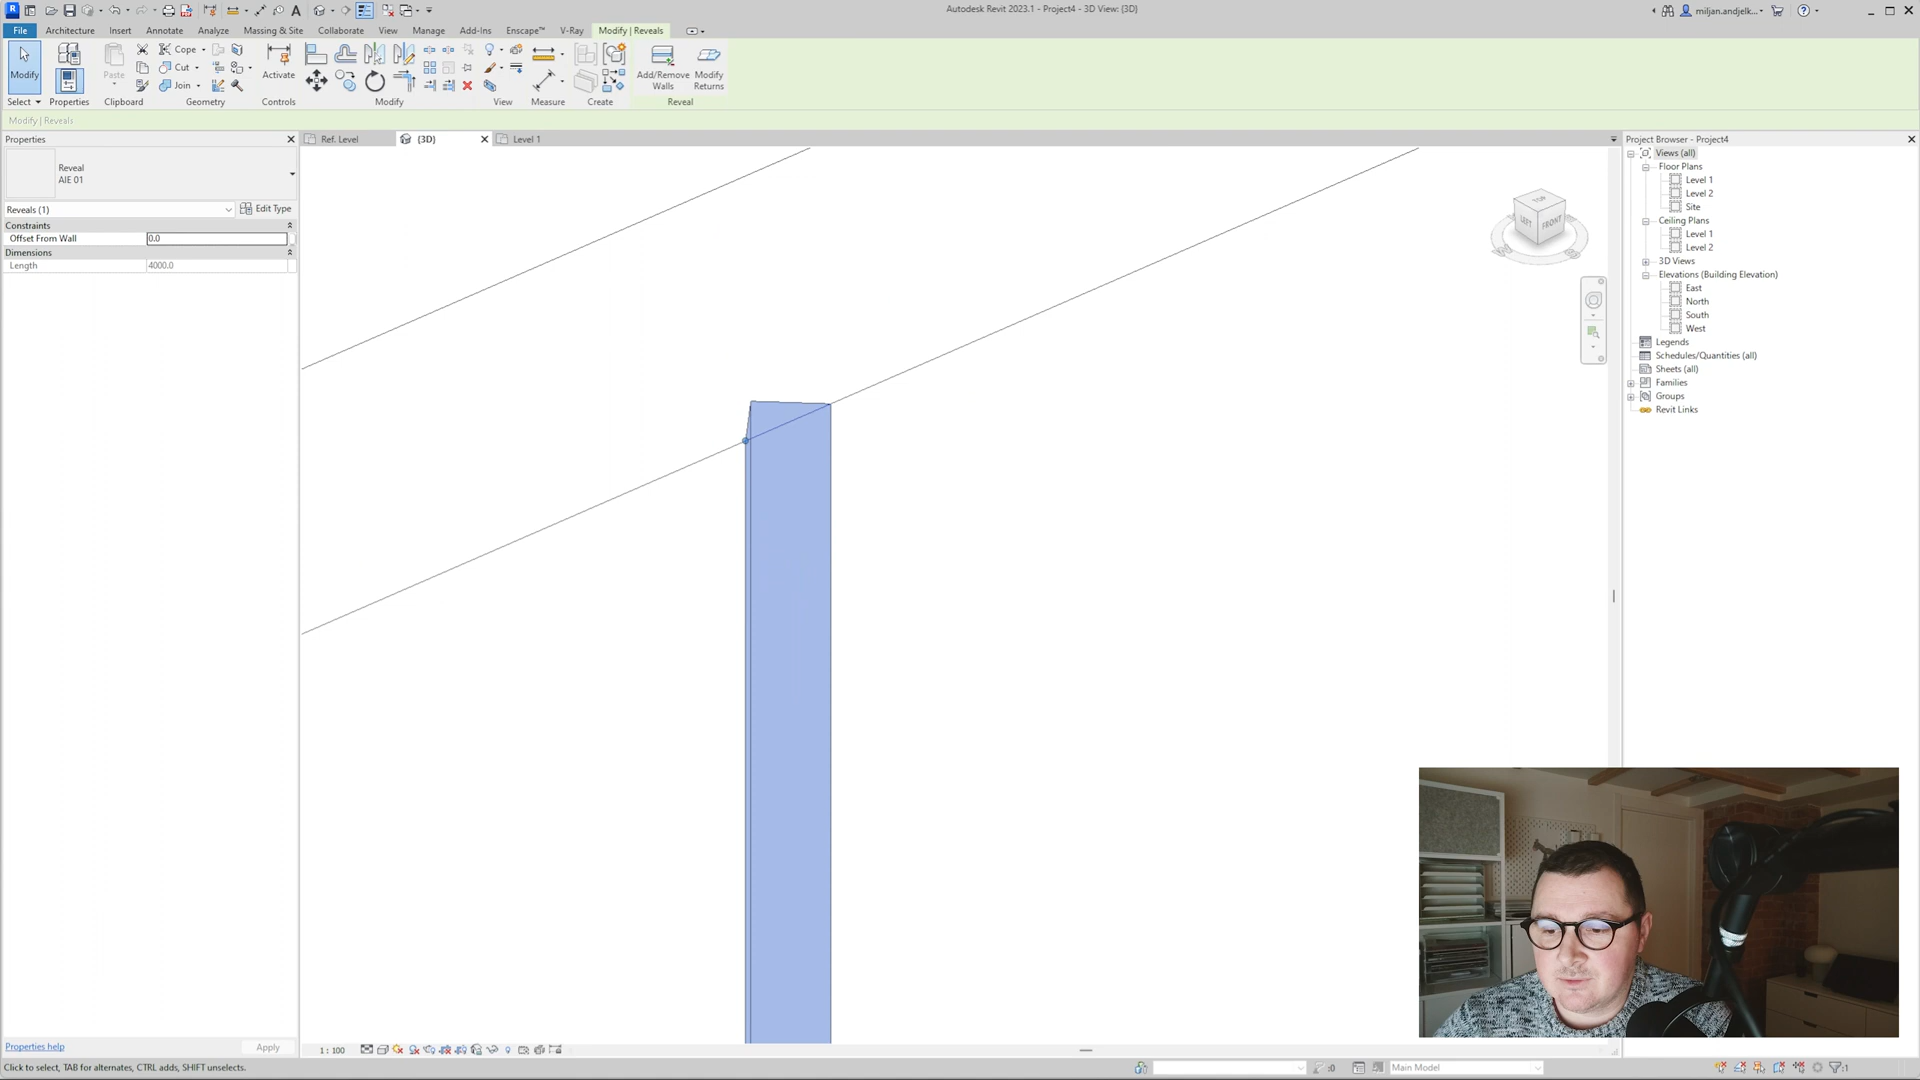 Autodesk Revit 2023.1 - Project4 - 3D View: {3D}
miljan.andjelk...
File
Architecture
Insert
Annotate
Analyze
Massing & Site
Collaborate
View
Manage
Add-Ins
Enscape™
V-Ray
Modify | Reveals
Modify
Paste
Cope
Cut
Join
Activate
Add/Remove
Walls
Modify
Returns
Select
Properties
Clipboard
Geometry
Controls
Modify
View
Measure
Create
Reveal
Modify | Reveals
Properties
Ref. Level
{3D}
Level 1
Project Browser - Project4
Reveal
AIE 01
Reveals (1)
Edit Type
Constraints
Offset From Wall
0.0
Dimensions
Length
4000.0
TOP
LEFT
FRONT
Views (all)
Floor Plans
Level 1
Level 2
Site
Ceiling Plans
Level 1
Level 2
3D Views
Elevations (Building Elevation)
East
North
South
West
Legends
Schedules/Quantities (all)
Sheets (all)
Families
Groups
Revit Links
Properties help
Apply
1 : 100
Click to select, TAB for alternates, CTRL adds, SHIFT unselects.
:0
Main Model
:1